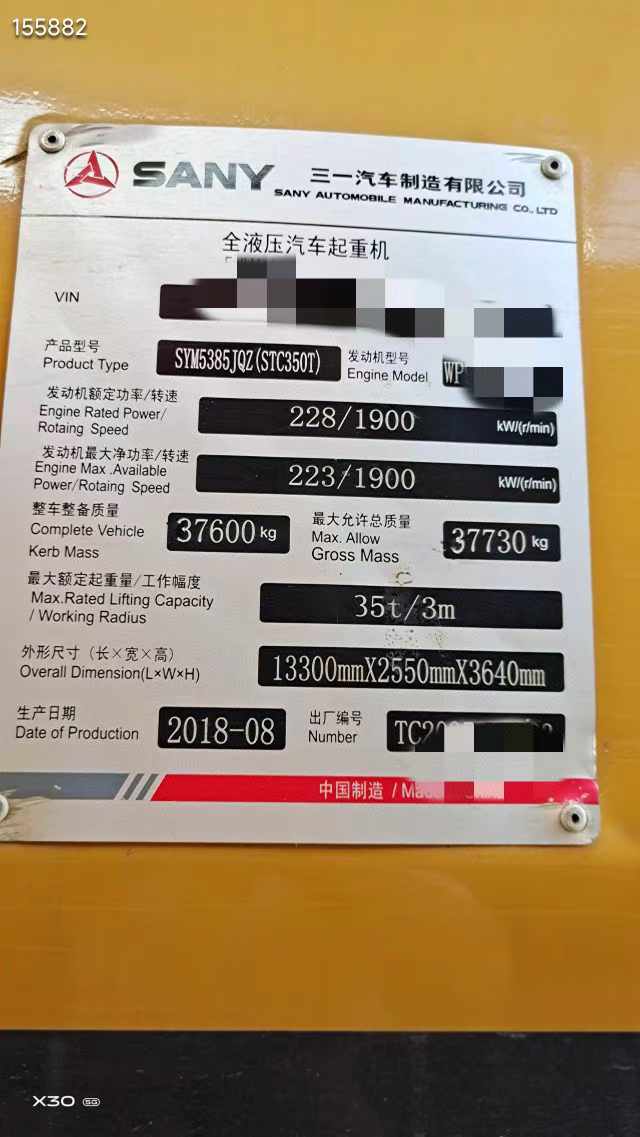 155882
SANY 三一汽车制造有限公司
SANY AUTOMOBILE MANUFACTURING CO., LTD
全液压汽车起重机
VIN
产品型号
Product Type SYM5385JQZ(STC350T)
发动机型号
Engine Model WP
发动机额定功率/转速
Engine Rated Power/
Rotaing Speed 228/1900 kW/(r/min)
发动机最大净功率/转速
Engine Max .Available
Power/Rotaing Speed 223/1900 kW/(r/min)
整车整备质量
Complete Vehicle
Kerb Mass 37600 kg
最大允许总质量
Max. Allow
Gross Mass 37730 kg
最大额定起重量/工作幅度
Max.Rated Lifting Capacity
/ Working Radius 35t/3m
外形尺寸（长×宽×高）
Overall Dimension(L×W×H) 13300mmX2550mmX3640mm
生产日期
Date of Production 2018-08
出厂编号
Number
中国制造 /
X30 5G